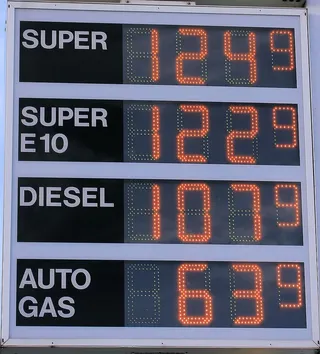 SUPER 124⁹
SUPER
E10 122⁹
DIESEL 107⁹
AUTO
GAS 63⁹